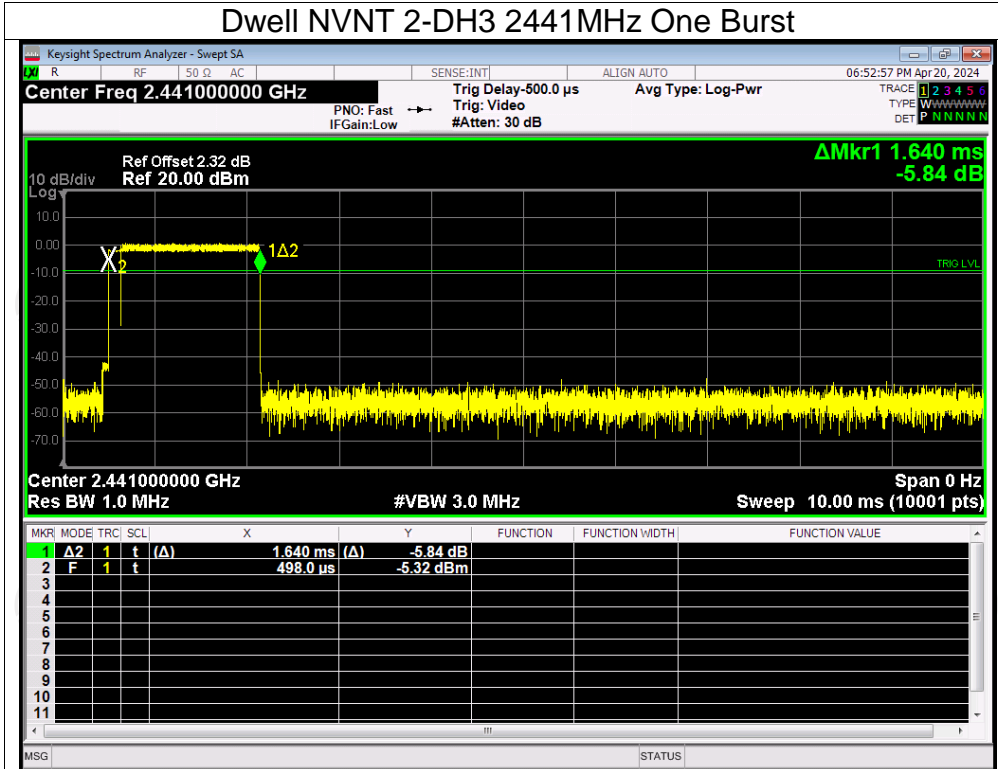 Dwell NVNT 2-DH3 2441MHz One Burst
Keysight Spectrum Analyzer - Swept SA
LXI R RF 50 Ω AC SENSE:INT ALIGN AUTO 06:52:57 PM Apr 20, 2024
Center Freq 2.441000000 GHz
PNO: Fast
IFGain:Low
Trig Delay-500.0 µs
Trig: Video
#Atten: 30 dB
Avg Type: Log-Pwr
TRACE 1 2 3 4 5 6
TYPE WWWWWW
DET P N N N N N
ΔMkr1 1.640 ms
-5.84 dB
Ref Offset 2.32 dB
10 dB/div Ref 20.00 dBm
Log
10.0
0.00
-10.0
-20.0
-30.0
-40.0
-50.0
-60.0
-70.0
2
1Δ2
TRIG LVL
Center 2.441000000 GHz Span 0 Hz
Res BW 1.0 MHz #VBW 3.0 MHz Sweep 10.00 ms (10001 pts)
MKR MODE TRC SCL X Y FUNCTION FUNCTION WIDTH FUNCTION VALUE
1 Δ2 1 t (Δ) 1.640 ms (Δ) -5.84 dB
2 F 1 t 498.0 µs -5.32 dBm
3
4
5
6
7
8
9
10
11
MSG STATUS